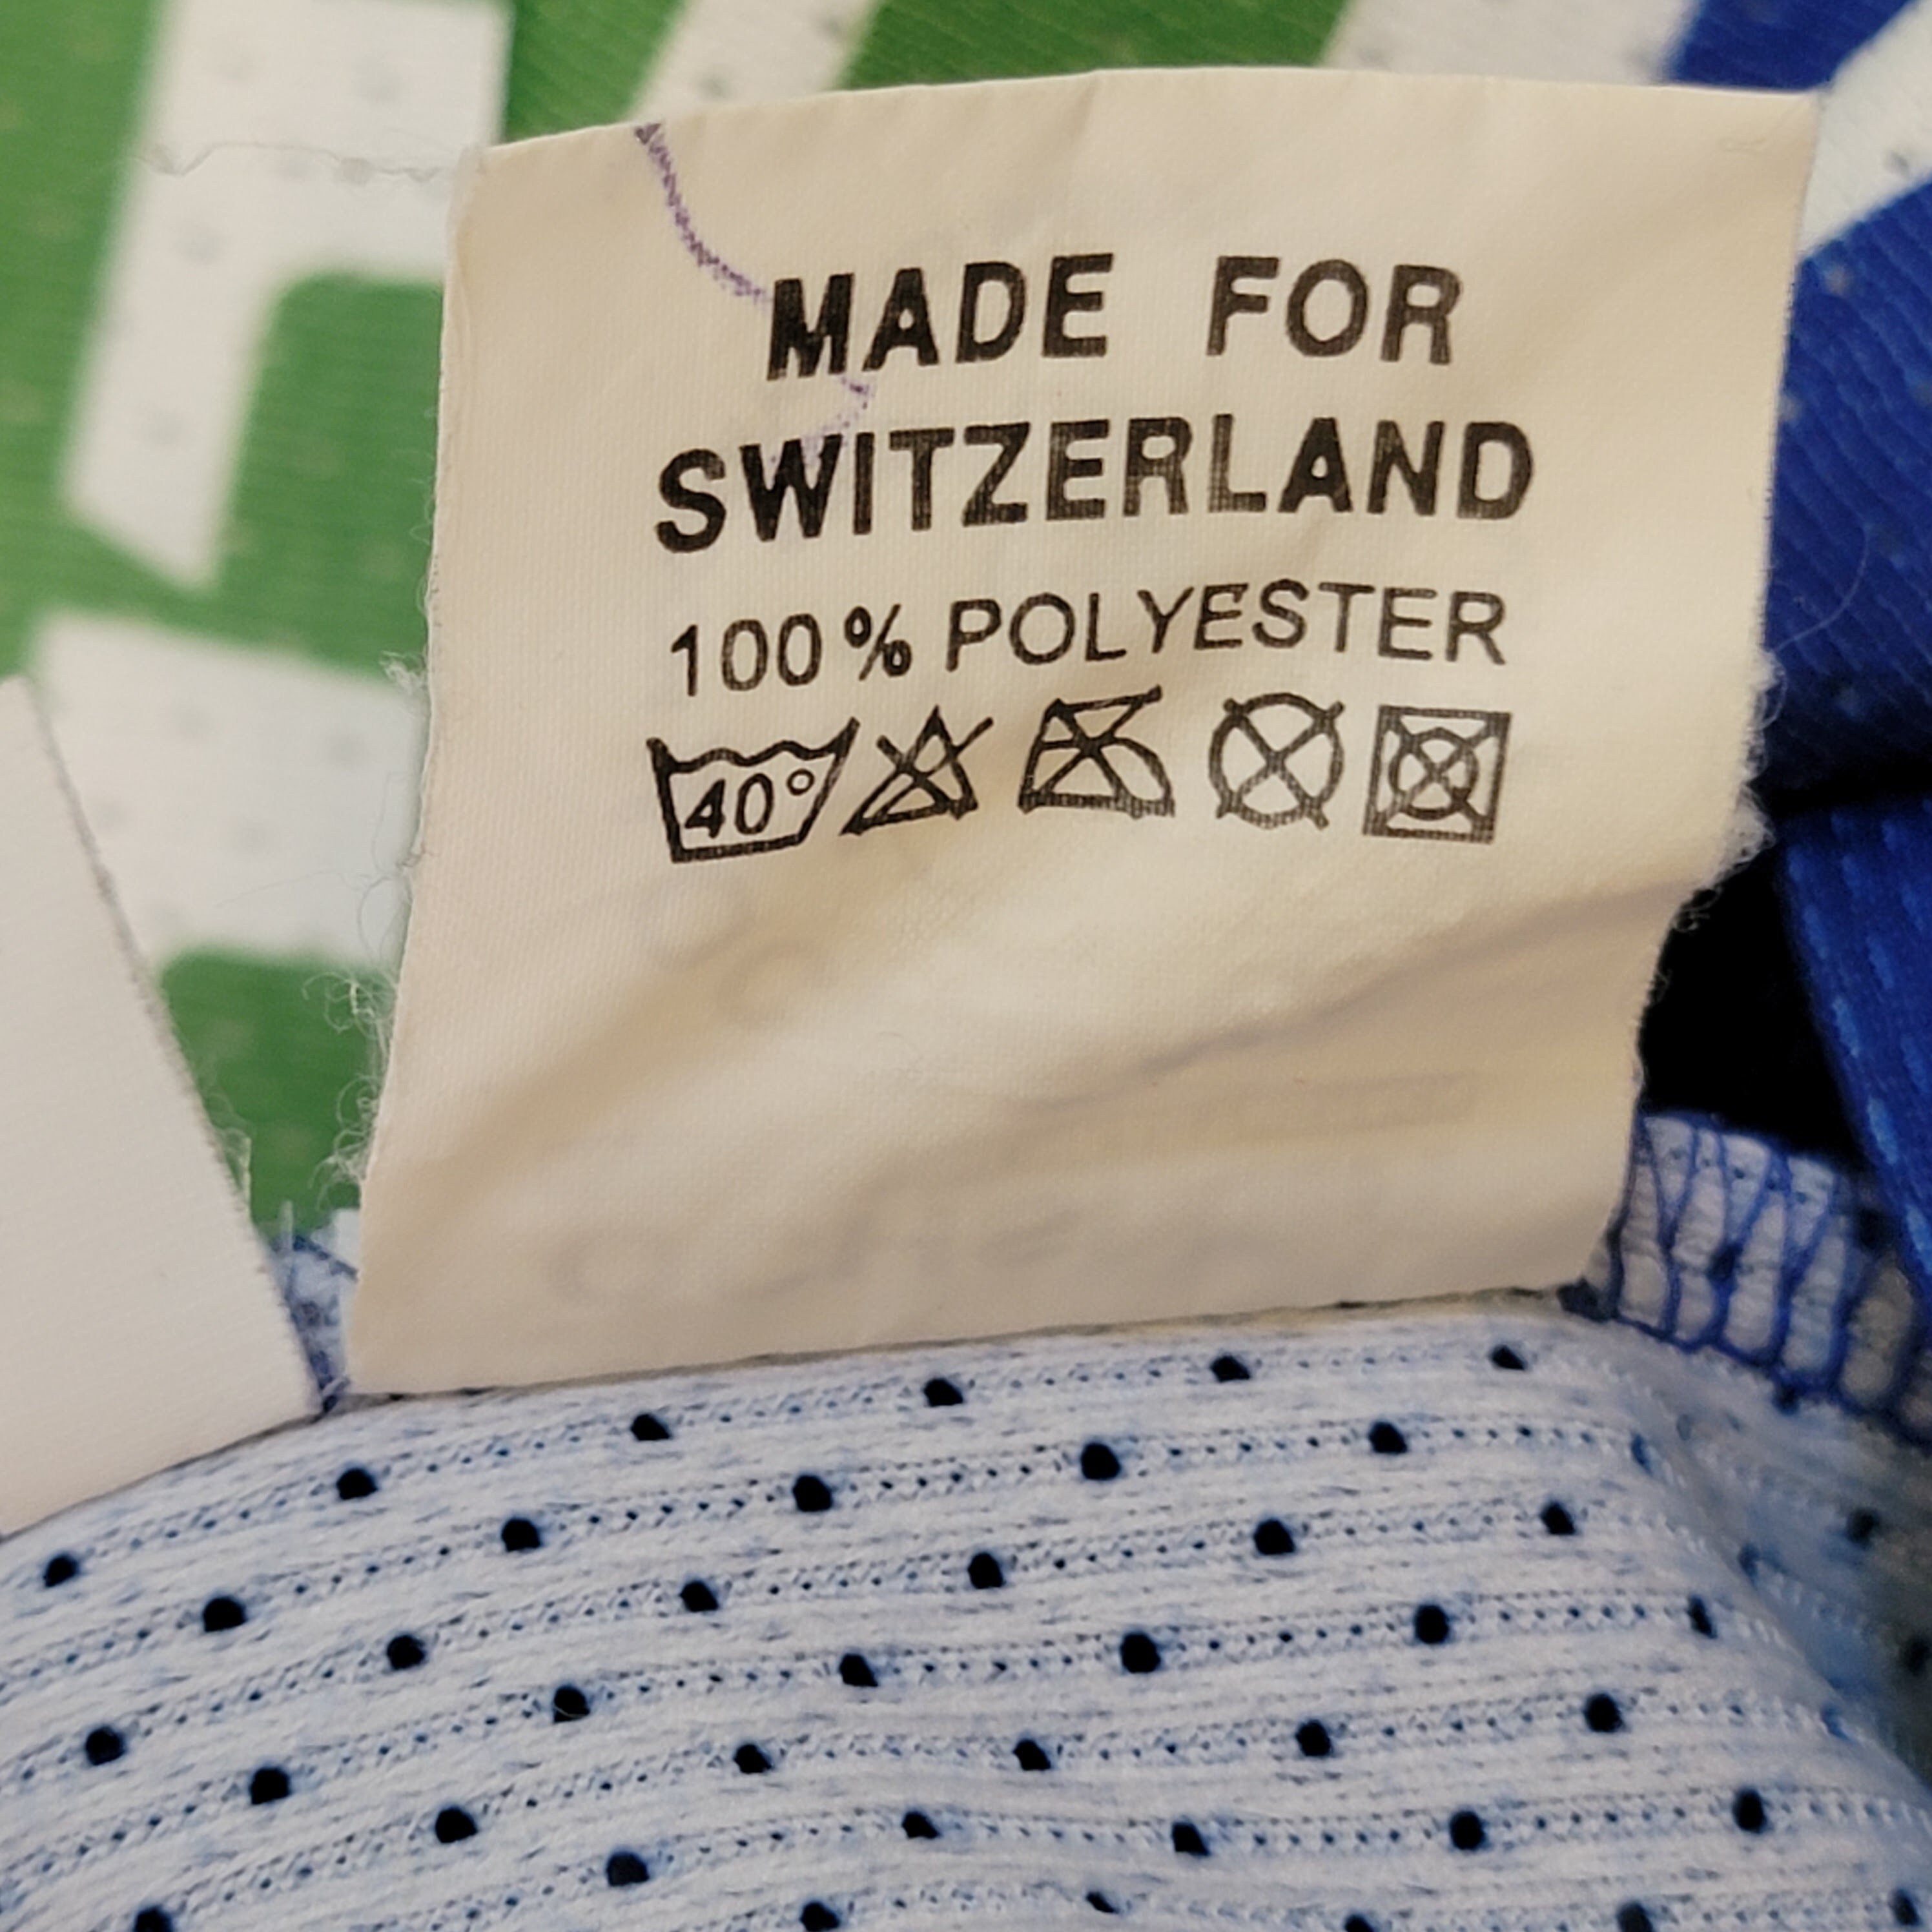 MADE FOR
SWITZERLAND
100% POLYESTER
40°